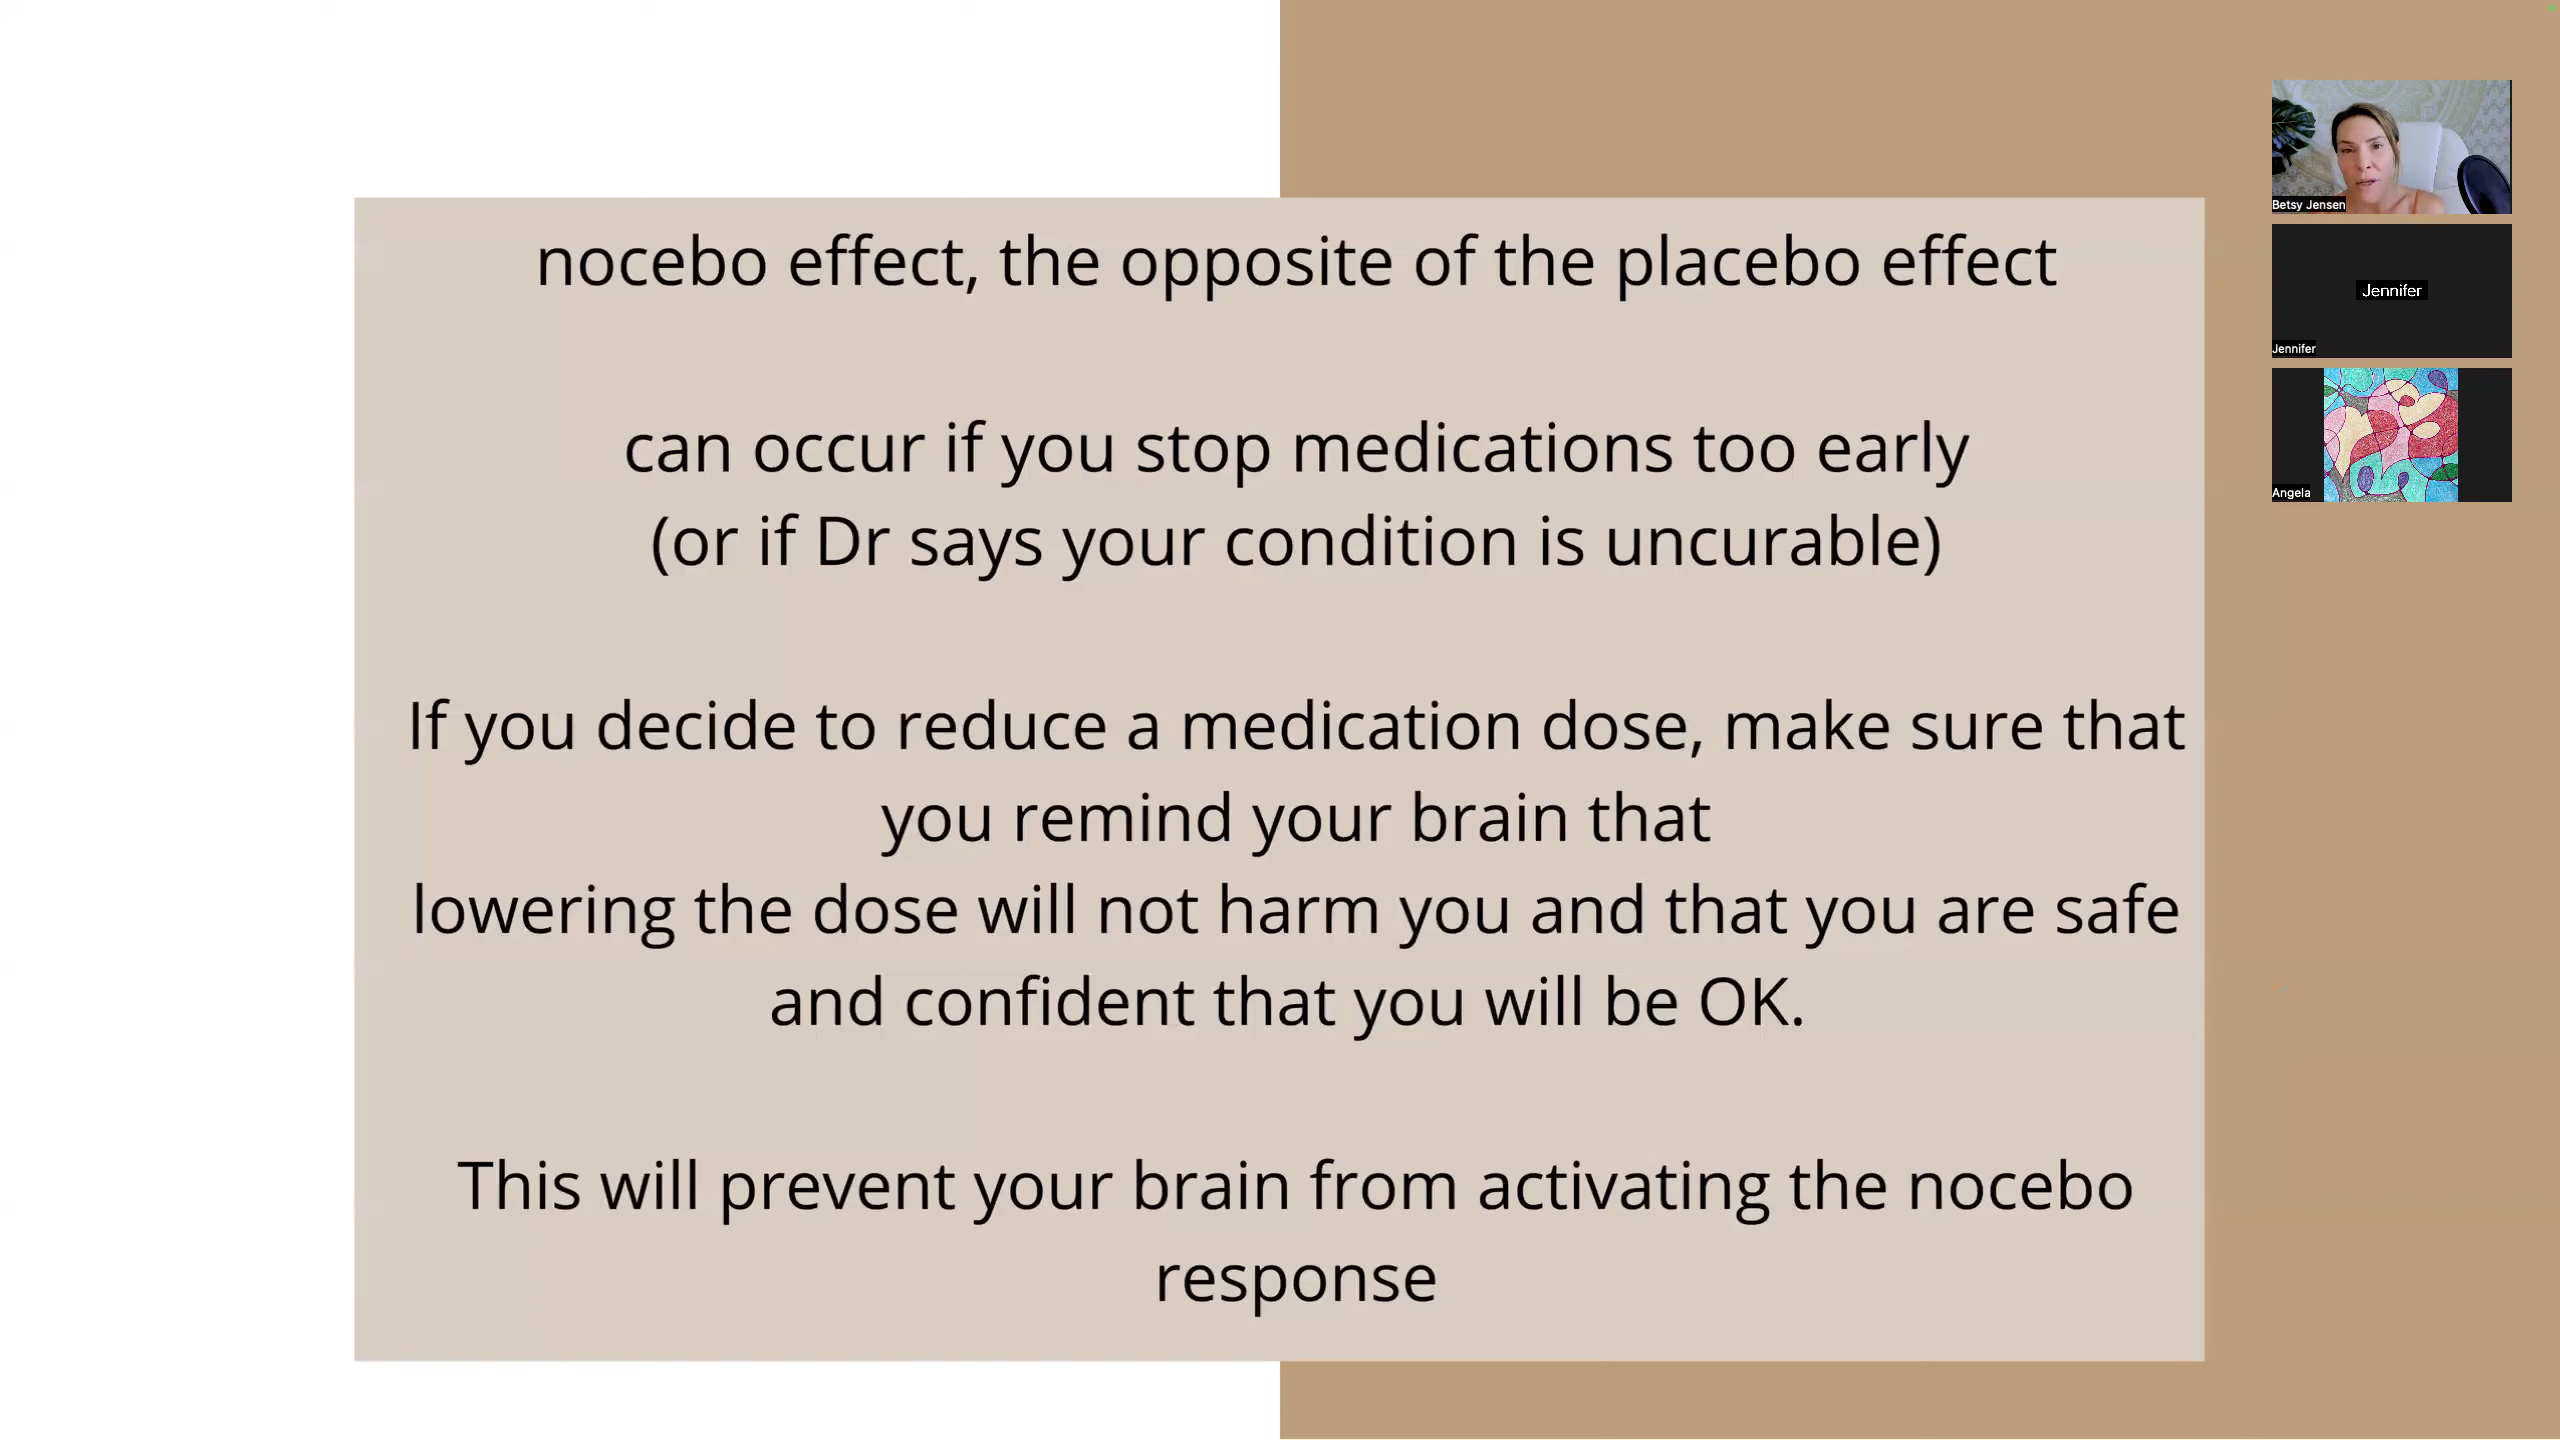 nocebo effect, the opposite of the placebo effect
can occur if you stop medications too early
(or if Dr says your condition is uncurable)
If you decide to reduce a medication dose, make sure that
you remind your brain that
lowering the dose will not harm you and that you are safe
and confident that you will be OK.
This will prevent your brain from activating the nocebo
response
Betsy Jensen
Jennifer
Jennifer
Angela